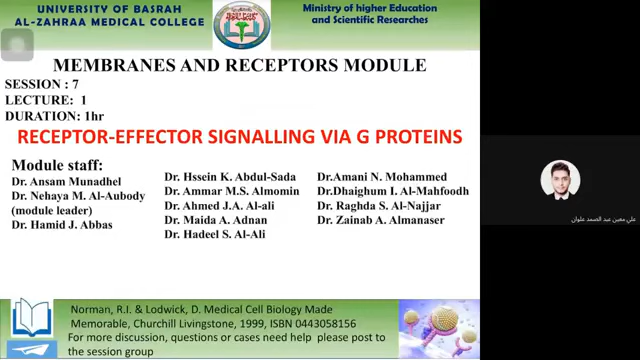 UNIVERSITY OF BASRAH
AL-ZAHRAA MEDICAL COLLEGE
Ministry of higher Education
and Scientific Researches
MEMBRANES AND RECEPTORS MODULE
SESSION : 7
LECTURE: 1
DURATION: 1hr
RECEPTOR-EFFECTOR SIGNALLING VIA G PROTEINS
Module staff:
Dr. Ansam Munadhel
Dr. Nehaya M. Al-Aubody
(module leader)
Dr. Hamid J. Abbas
Dr. Hssein K. Abdul-Sada
Dr. Ammar M.S. Almomin
Dr. Ahmed J.A. Al-ali
Dr. Maida A. Adnan
Dr. Hadeel S. Al-Ali
Dr.Amani N. Mohammed
Dr.Dhaighum I. Al-Mahfoodh
Dr. Raghda S. Al-Najjar
Dr. Zainab A. Almanaser
علي معين عبد الصمد علوان
Norman, R.I. & Lodwick, D. Medical Cell Biology Made
Memorable, Churchill Livingstone, 1999, ISBN 0443058156
For more discussion, questions or cases need help please post to
the session group